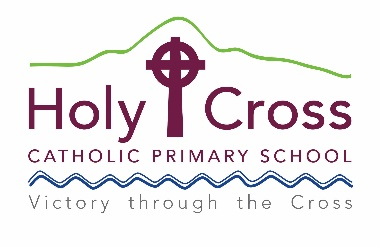 Holy Cross
CATHOLIC PRIMARY SCHOOL
Victory through the Cross